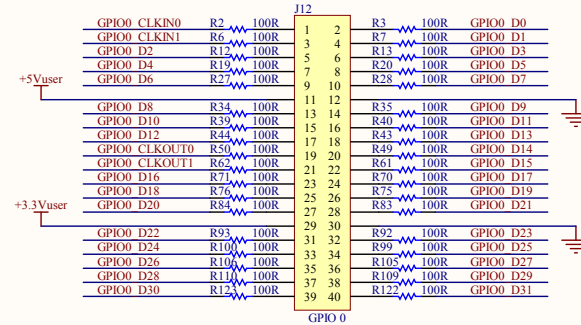 J12
GPIO0_CLKIN0 R2 100R 1 2 R3 100R GPIO0_D0
GPIO0_CLKIN1 R6 100R 3 4 R7 100R GPIO0_D1
GPIO0_D2 R12 100R 5 6 R13 100R GPIO0_D3
GPIO0_D4 R19 100R 7 8 R20 100R GPIO0_D5
GPIO0_D6 R27 100R 9 10 R28 100R GPIO0_D7
+5Vuser
11 12
GPIO0_D8 R34 100R 13 14 R35 100R GPIO0_D9
GPIO0_D10 R39 100R 15 16 R40 100R GPIO0_D11
GPIO0_D12 R44 100R 17 18 R43 100R GPIO0_D13
GPIO0_CLKOUT0 R50 100R 19 20 R49 100R GPIO0_D14
GPIO0_CLKOUT1 R62 100R 21 22 R61 100R GPIO0_D15
GPIO0_D16 R71 100R 23 24 R70 100R GPIO0_D17
GPIO0_D18 R76 100R 25 26 R75 100R GPIO0_D19
GPIO0_D20 R84 100R 27 28 R83 100R GPIO0_D21
+3.3Vuser
29 30
GPIO0_D22 R93 100R 31 32 R92 100R GPIO0_D23
GPIO0_D24 R100 100R 33 34 R99 100R GPIO0_D25
GPIO0_D26 R106 100R 35 36 R105 100R GPIO0_D27
GPIO0_D28 R110 100R 37 38 R109 100R GPIO0_D29
GPIO0_D30 R123 100R 39 40 R122 100R GPIO0_D31
GPIO 0